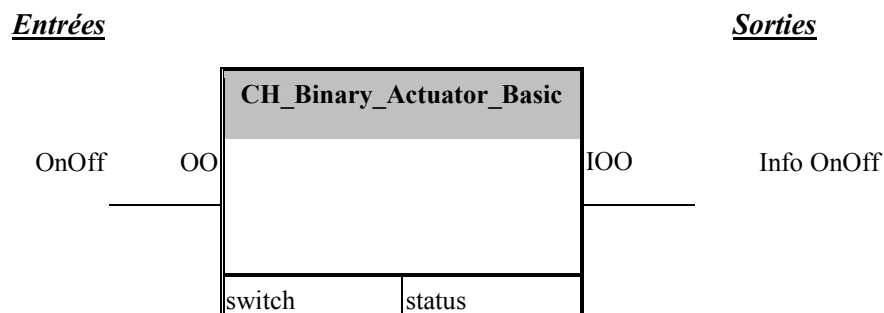 Entrées Sorties
CH_Binary_Actuator_Basic
OnOff OO IOO Info OnOff
switch status